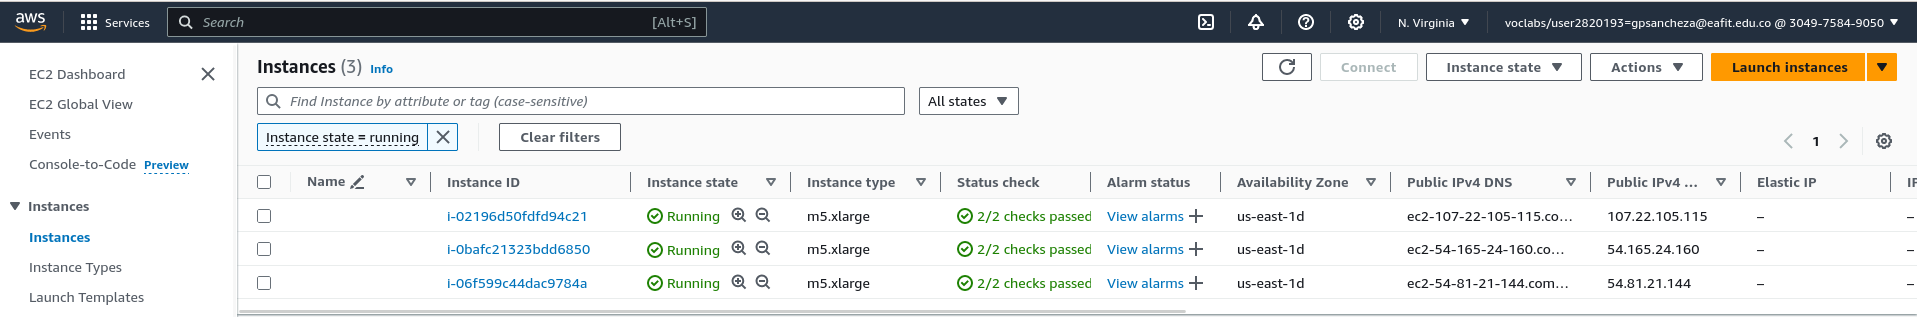 aws Services Search [Alt+S] N. Virginia voclabs/user2820193=gpsancheza@eafit.edu.co @ 3049-7584-9050
EC2 Dashboard
EC2 Global View
Events
Console-to-Code Preview
Instances
Instances
Instance Types
Launch Templates
Instances (3) Info Connect Instance state Actions Launch instances
Find Instance by attribute or tag (case-sensitive) All states
Instance state = running Clear filters 1
Name Instance ID Instance state Instance type Status check Alarm status Availability Zone Public IPv4 DNS Public IPv4 ... Elastic IP
i-02196d50fdfd94c21 Running m5.xlarge 2/2 checks passed View alarms us-east-1d ec2-107-22-105-115.co... 107.22.105.115 – –
i-0bafc21323bdd6850 Running m5.xlarge 2/2 checks passed View alarms us-east-1d ec2-54-165-24-160.co... 54.165.24.160 – –
i-06f599c44dac9784a Running m5.xlarge 2/2 checks passed View alarms us-east-1d ec2-54-81-21-144.com... 54.81.21.144 – –